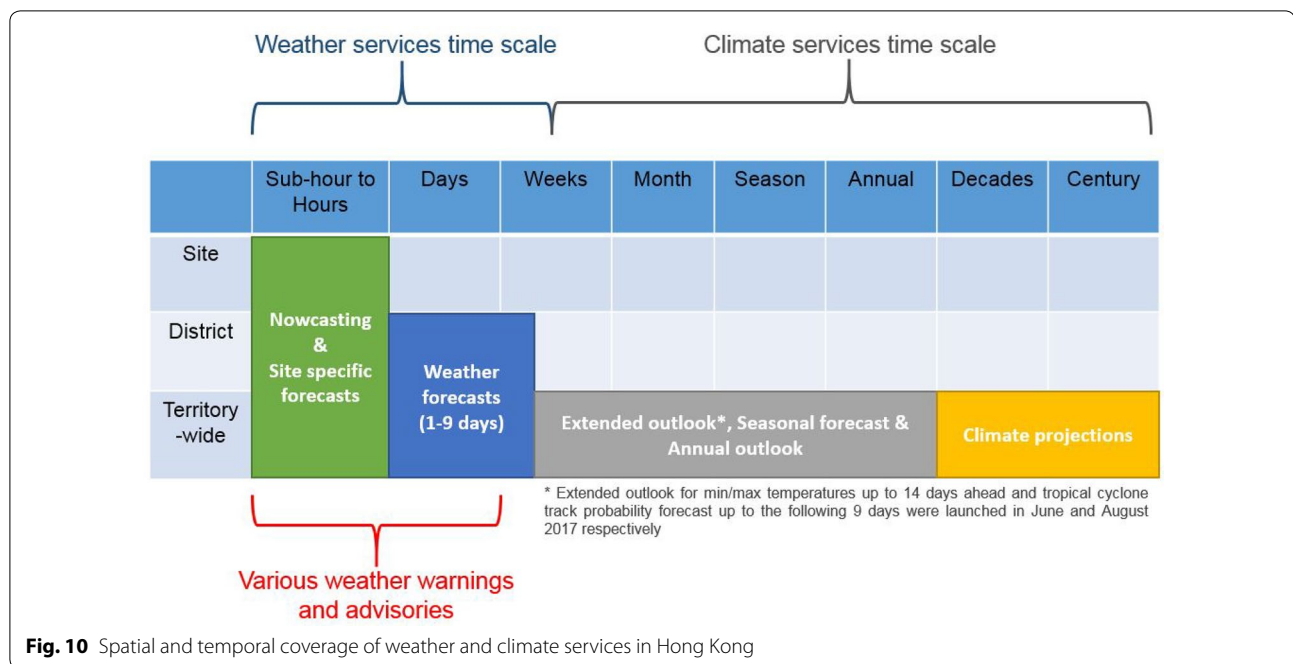 Weather services time scale
Climate services time scale
Sub-hour to
Hours
Days
Weeks
Month
Season
Annual
Decades
Century
Site
District
Territory
-wide
Nowcasting
&
Site specific
forecasts
Weather
forecasts
(1-9 days)
Extended outlook*, Seasonal forecast &
Annual outlook
Climate projections
* Extended outlook for min/max temperatures up to 14 days ahead and tropical cyclone
track probability forecast up to the following 9 days were launched in June and August
2017 respectively
Various weather warnings
and advisories
Fig. 10 Spatial and temporal coverage of weather and climate services in Hong Kong